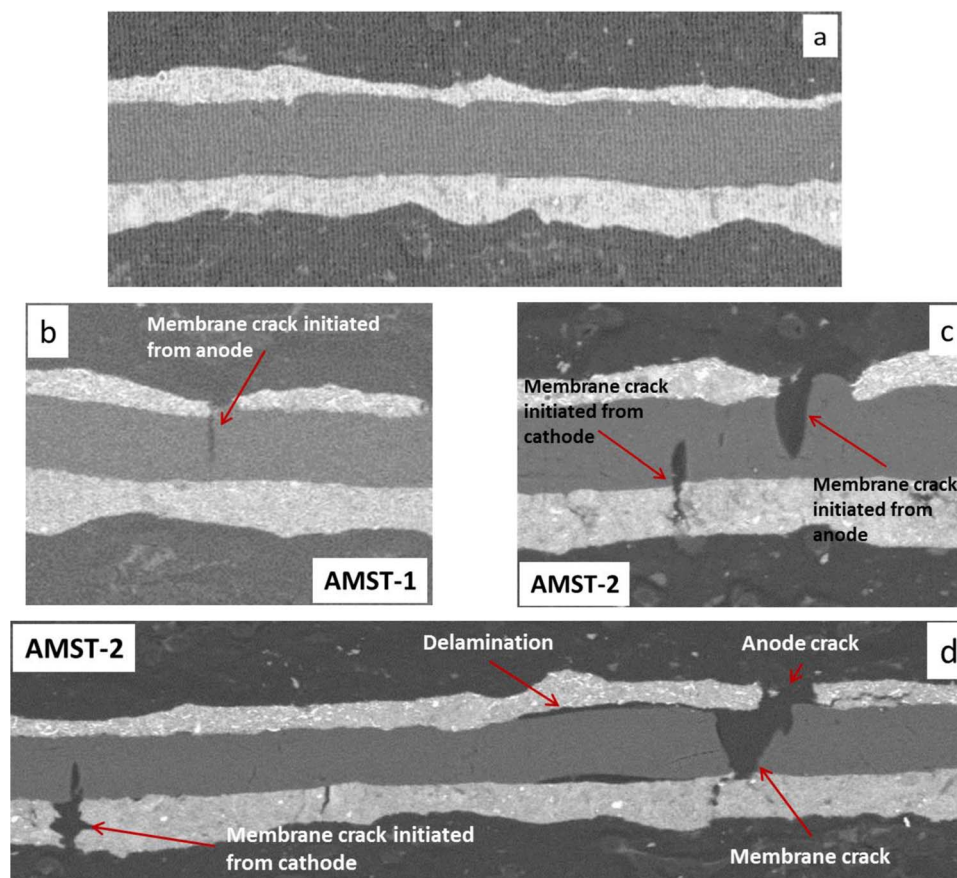 a
b
Membrane crack initiated
from anode
AMST-1
c
Membrane crack
initiated from
cathode
Membrane crack
initiated from
anode
AMST-2
AMST-2
Delamination
Anode crack
d
Membrane crack initiated
from cathode
Membrane crack